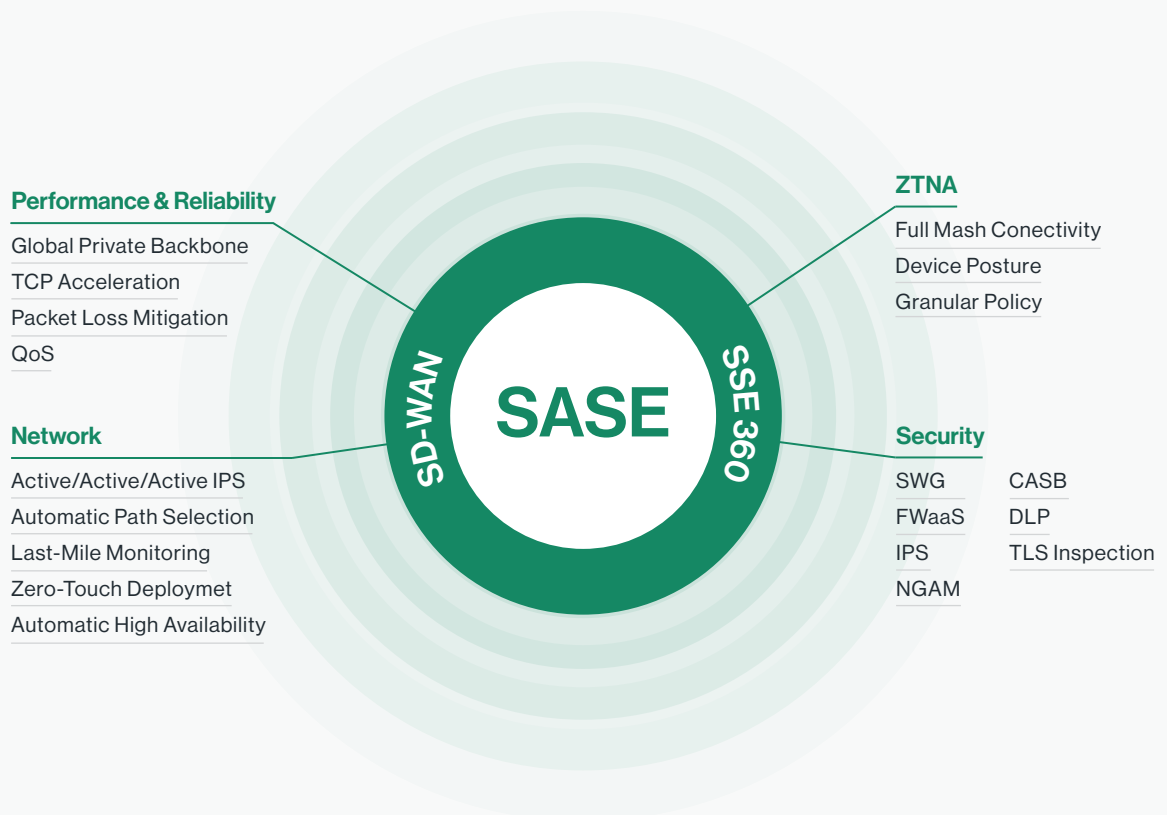 Performance & Reliability
Global Private Backbone
TCP Acceleration
Packet Loss Mitigation
QoS
Network
Active/Active/Active IPS
Automatic Path Selection
Last-Mile Monitoring
Zero-Touch Deploymet
Automatic High Availability
SD-WAN
SASE
SSE 360
ZTNA
Full Mash Conectivity
Device Posture
Granular Policy
Security
SWG
FWaaS
IPS
NGAM
CASB
DLP
TLS Inspection